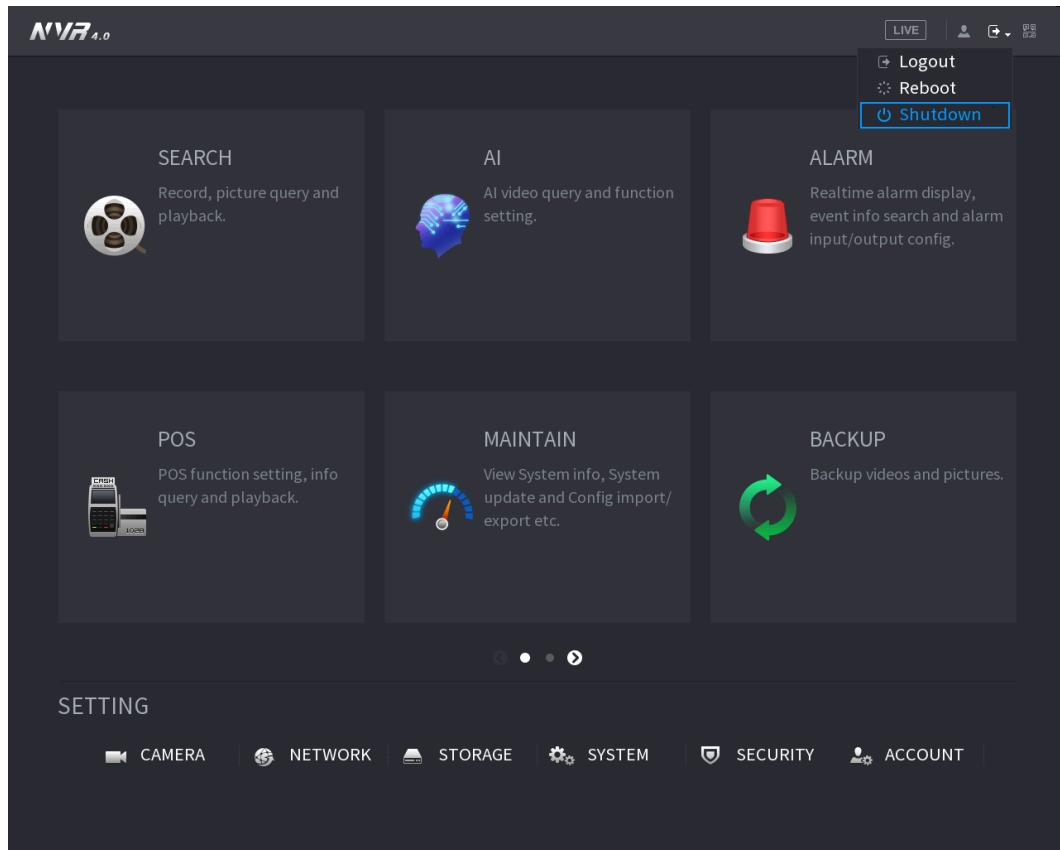 NVR 4.0
LIVE
Logout
Reboot
Shutdown
SEARCH
Record, picture query and
playback.
AI
AI video query and function
setting.
ALARM
Realtime alarm display,
event info search and alarm
input/output config.
POS
POS function setting, info
query and playback.
CASH
1028
MAINTAIN
View System info, System
update and Config import/
export etc.
BACKUP
Backup videos and pictures.
SETTING
CAMERA
NETWORK
STORAGE
SYSTEM
SECURITY
ACCOUNT